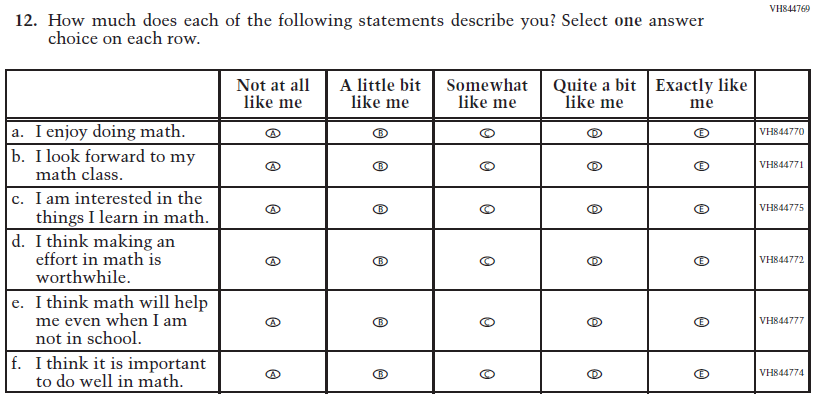 VH844769
12. How much does each of the following statements describe you? Select one answer
choice on each row.
Not at all like me A little bit like me Somewhat like me Quite a bit like me Exactly like me
a. I enjoy doing math. A B C D E VH844770
b. I look forward to my
math class. A B C D E VH844771
c. I am interested in the
things I learn in math. A B C D E VH844775
d. I think making an
effort in math is
worthwhile. A B C D E VH844772
e. I think math will help
me even when I am
not in school. A B C D E VH844777
f. I think it is important
to do well in math. A B C D E VH844774